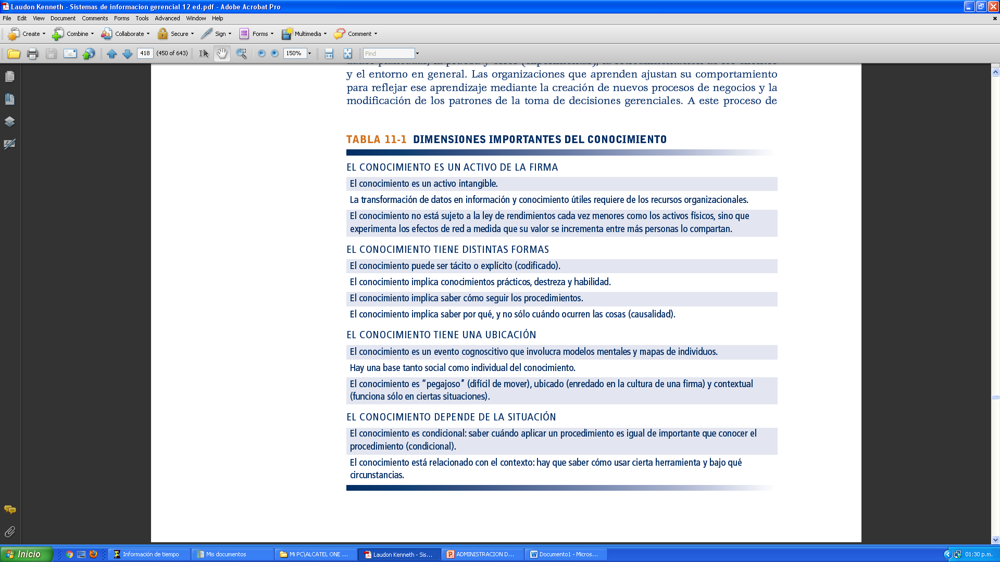 Laudon Kenneth - Sistemas de informacion gerencial 12 ed.pdf - Adobe Acrobat Pro
File Edit View Document Comments Forms Tools Advanced Window Help
Create Combine Collaborate Secure Sign Forms Multimedia Comment
418 (450 of 643) 150% Find
y el entorno en general. Las organizaciones que aprenden ajustan su comportamiento
para reflejar ese aprendizaje mediante la creación de nuevos procesos de negocios y la
modificación de los patrones de la toma de decisiones gerenciales. A este proceso de
TABLA 11-1 DIMENSIONES IMPORTANTES DEL CONOCIMIENTO
EL CONOCIMIENTO ES UN ACTIVO DE LA FIRMA
El conocimiento es un activo intangible.
La transformación de datos en información y conocimiento útiles requiere de los recursos organizacionales.
El conocimiento no está sujeto a la ley de rendimientos cada vez menores como los activos físicos, sino que
experimenta los efectos de red a medida que su valor se incrementa entre más personas lo compartan.
EL CONOCIMIENTO TIENE DISTINTAS FORMAS
El conocimiento puede ser tácito o explícito (codificado).
El conocimiento implica conocimientos prácticos, destreza y habilidad.
El conocimiento implica saber cómo seguir los procedimientos.
El conocimiento implica saber por qué, y no sólo cuándo ocurren las cosas (causalidad).
EL CONOCIMIENTO TIENE UNA UBICACIÓN
El conocimiento es un evento cognoscitivo que involucra modelos mentales y mapas de individuos.
Hay una base tanto social como individual del conocimiento.
El conocimiento es “pegajoso” (difícil de mover), ubicado (enredado en la cultura de una firma) y contextual
(funciona sólo en ciertas situaciones).
EL CONOCIMIENTO DEPENDE DE LA SITUACIÓN
El conocimiento es condicional: saber cuándo aplicar un procedimiento es igual de importante que conocer el
procedimiento (condicional).
El conocimiento está relacionado con el contexto: hay que saber cómo usar cierta herramienta y bajo qué
circunstancias.
Inicio Información de tiempo Mis documentos Mi PC\ALCATEL ONE ... Laudon Kenneth - Sis... ADMINISTRACION D... Documento1 - Micros... 01:30 p.m.